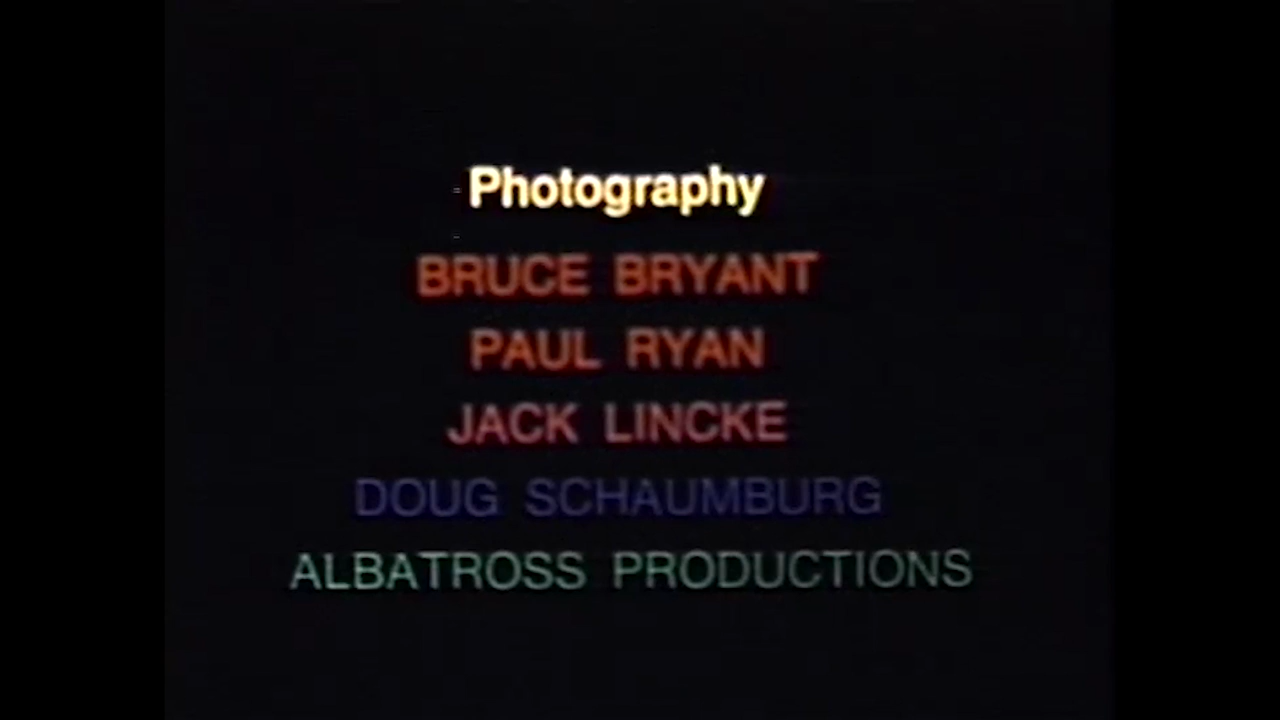 Photography
BRUCE BRYANT
PAUL RYAN
JACK LINCKE
DOUG SCHAUMBURG
ALBATROSS PRODUCTIONS